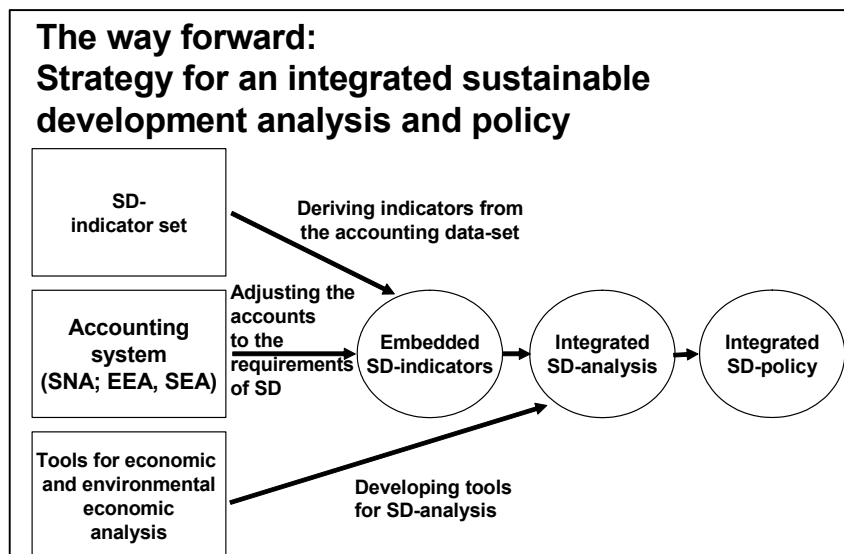 The way forward:
Strategy for an integrated sustainable
development analysis and policy
SD-
indicator set
Deriving indicators from
the accounting data-set
Accounting
system
(SNA; EEA, SEA)
Adjusting the
accounts
to the
requirements
of SD
Embedded
SD-indicators
Integrated
SD-analysis
Integrated
SD-policy
Tools for economic
and environmental
economic
analysis
Developing tools
for SD-analysis